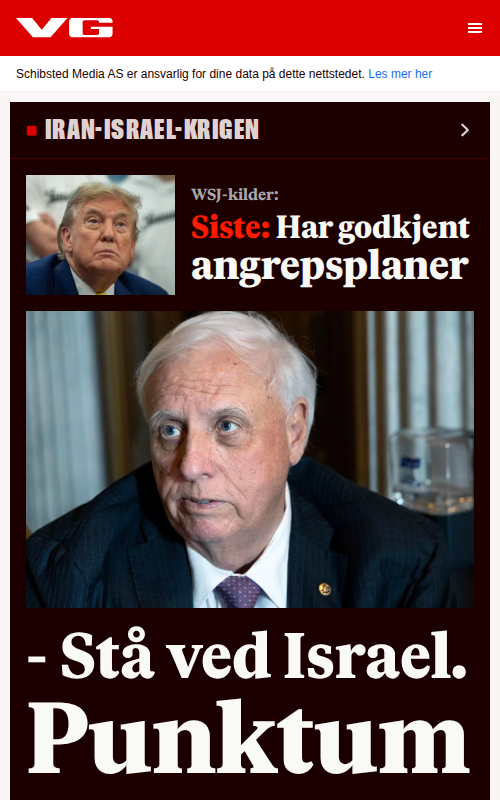 VG
Schibsted Media AS er ansvarlig for dine data på dette nettstedet. Les mer her
IRAN-ISRAEL-KRIGEN
WSJ-kilder:
Siste: Har godkjent
angrepsplaner
- Stå ved Israel.
Punktum